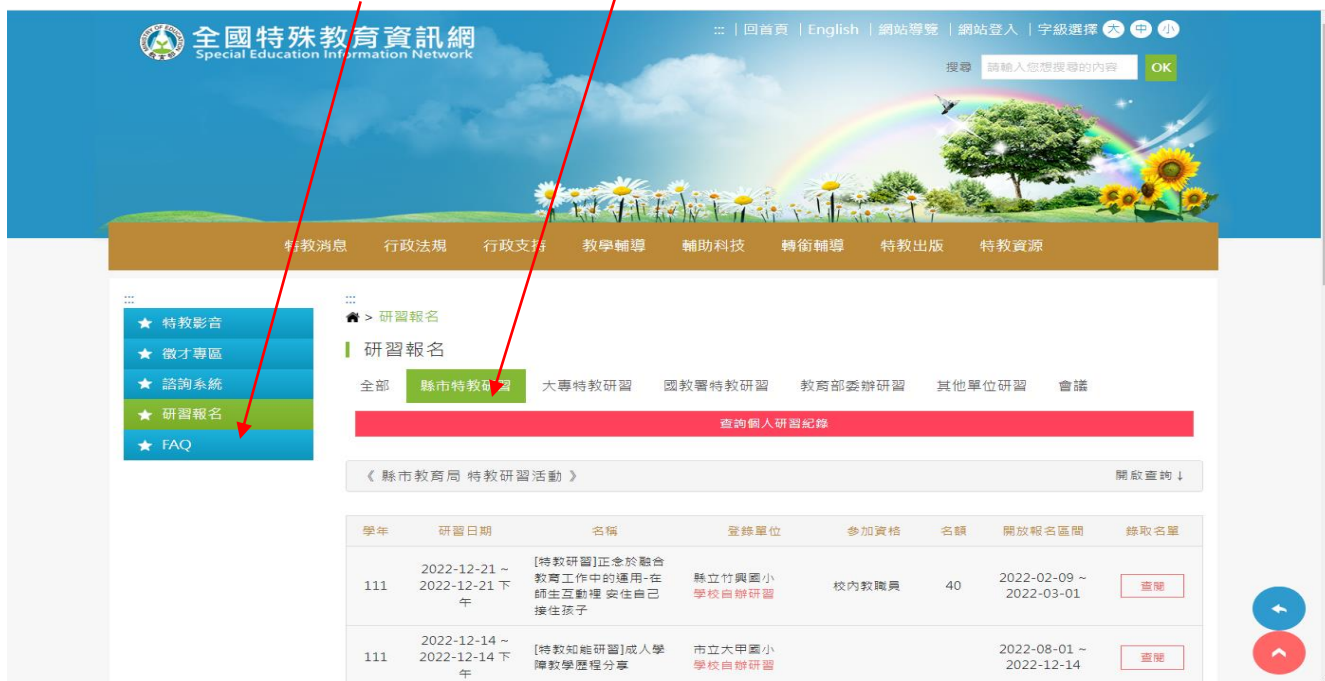 ::: | 回首頁 | English | 網站導覽 | 網站登入 | 字級選擇 大 中 小
全國特殊教育資訊網
Special Education Information Network
搜尋 請輸入您想搜尋的內容 OK
特教消息 行政法規 行政支持 教學輔導 輔助科技 轉銜輔導 特教出版 特教資源
:::
★ 特教影音
★ 徵才專區
★ 諮詢系統
★ 研習報名
★ FAQ
:::
> 研習報名
研習報名
全部 縣市特教研習 大專特教研習 國教署特教研習 教育部委辦研習 其他單位研習 會議
查詢個人研習紀錄
《 縣市教育局 特教研習活動 》 開啟查詢↓
學年 研習日期 名稱 登錄單位 參加資格 名額 開放報名區間 錄取名單
111
2022-12-21 ~
2022-12-21 下
午
[特教研習]正念於融合
教育工作中的運用-在
師生互動裡 安住自己
接住孩子
縣立竹興國小
學校自辦研習
校內教職員
40
2022-02-09 ~
2022-03-01
查閱
111
2022-12-14 ~
2022-12-14 下
午
[特教知能研習]成人學
障教學歷程分享
市立大甲國小
學校自辦研習
2022-08-01 ~
2022-12-14
查閱